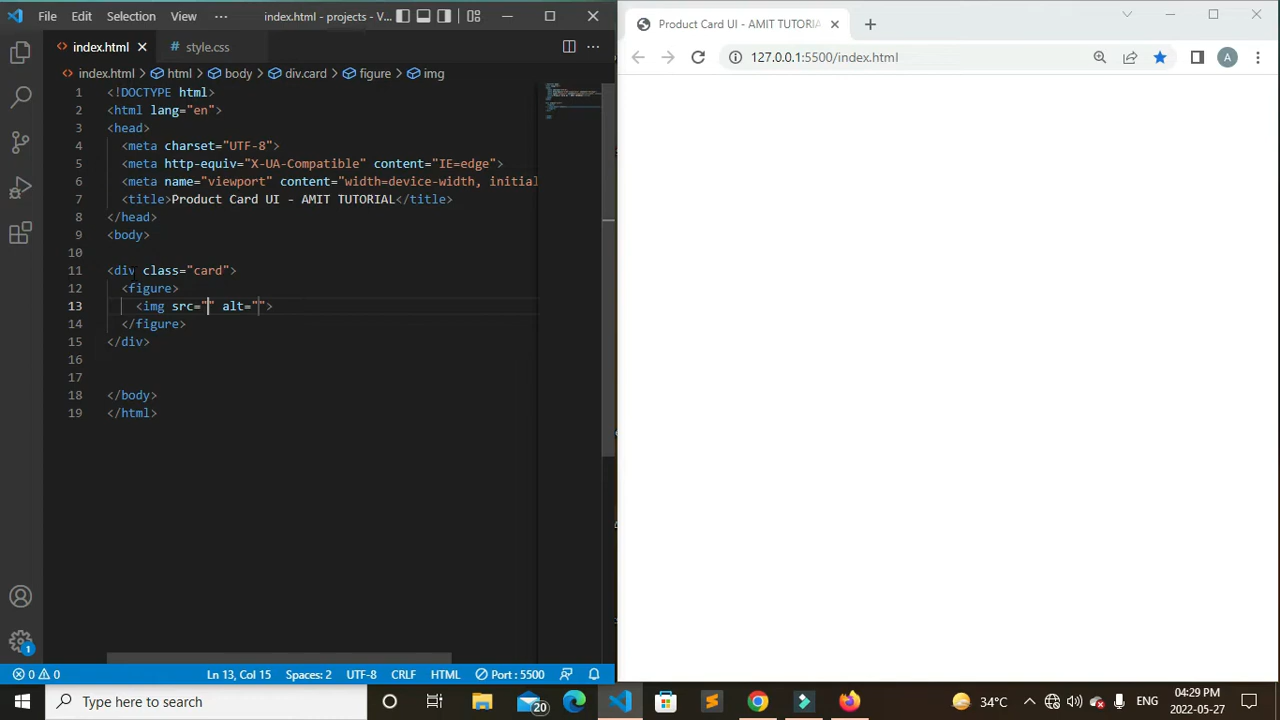 File Edit Selection View ··· index.html - projects - V...
index.html
style.css
index.html > html > body > div.card > figure > img
1 <!DOCTYPE html>
2 <html lang="en">
3 <head>
4 <meta charset="UTF-8">
5 <meta http-equiv="X-UA-Compatible" content="IE=edge">
6 <meta name="viewport" content="width=device-width, initial
7 <title>Product Card UI - AMIT TUTORIAL</title>
8 </head>
9 <body>
10
11 <div class="card">
12 <figure>
13 <img src="" alt="">
14 </figure>
15 </div>
16
17
18 </body>
19 </html>
1
0 0 Ln 13, Col 15 Spaces: 2 UTF-8 CRLF HTML Port : 5500
Product Card UI - AMIT TUTORIAL
127.0.0.1:5500/index.html
A
Type here to search
20
34°C
ENG
04:29 PM
2022-05-27